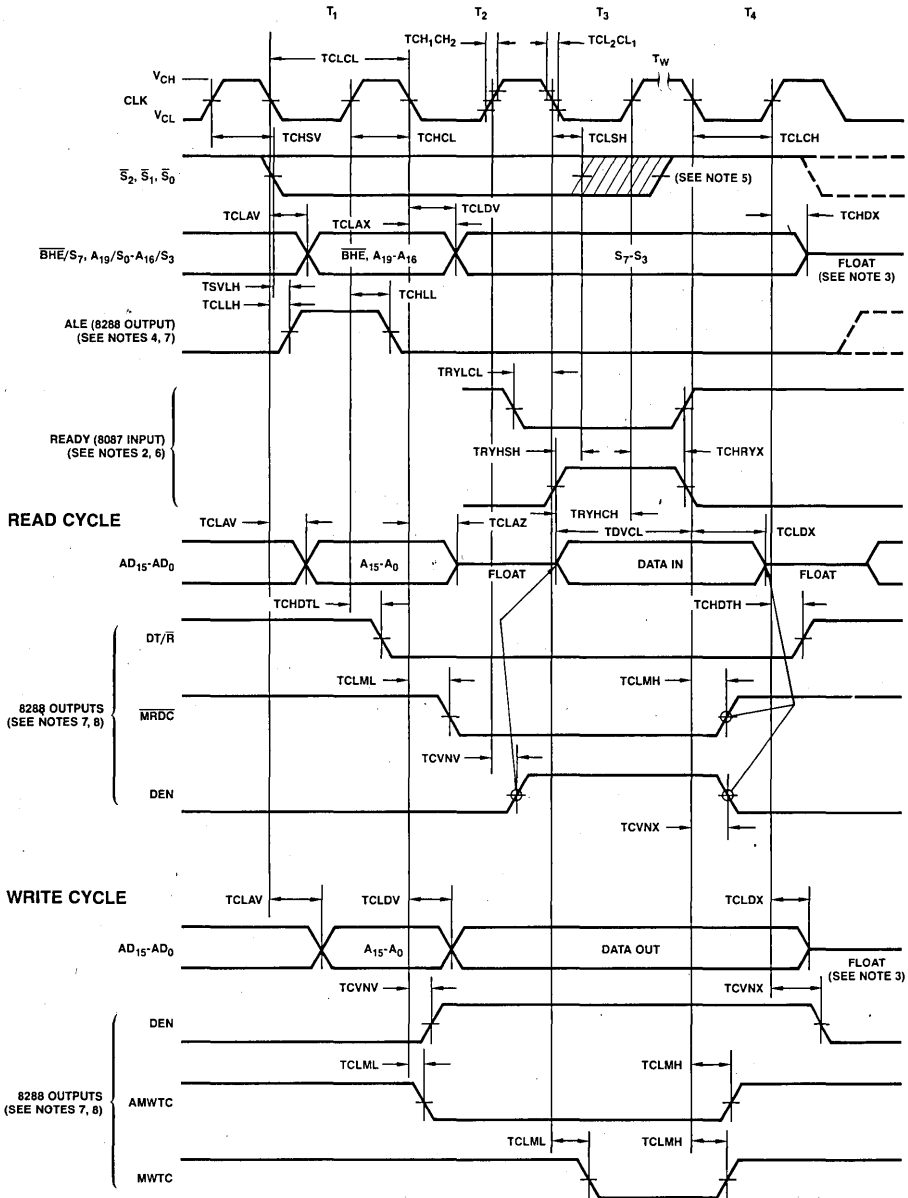 T1 T2 T3 T4
TCH1CH2 TCL2CL1
TCLCL TW
VCH
CLK
VCL
TCHSV TCHCL TCLSH TCLCH
S̅2, S̅1, S̅0 (SEE NOTE 5)
TCLAV TCLAX TCLDV TCHDX
B̅H̅E̅/S7, A19/S0-A16/S3 B̅H̅E̅, A19-A16 S7-S3 FLOAT
(SEE NOTE 3)
TSVLH
TCLLH TCHLL
ALE (8288 OUTPUT)
(SEE NOTES 4, 7)
TRYLCL
READY (8087 INPUT)
(SEE NOTES 2, 6)
TRYHSH TCHRYX
TRYHCH
READ CYCLE
TCLAV TCLAZ TDVCL TCLDX
AD15-AD0 A15-A0 FLOAT DATA IN FLOAT
TCHDTL TCHDTH
DT/R̅
TCLML TCLMH
8288 OUTPUTS
(SEE NOTES 7, 8)
M̅R̅D̅C̅
TCVNV
DEN
TCVNX
WRITE CYCLE
TCLAV TCLDV TCLDX
AD15-AD0 A15-A0 DATA OUT FLOAT
(SEE NOTE 3)
TCVNV TCVNX
DEN
TCLML TCLMH
8288 OUTPUTS
(SEE NOTES 7, 8)
AMWTC
TCLML TCLMH
MWTC